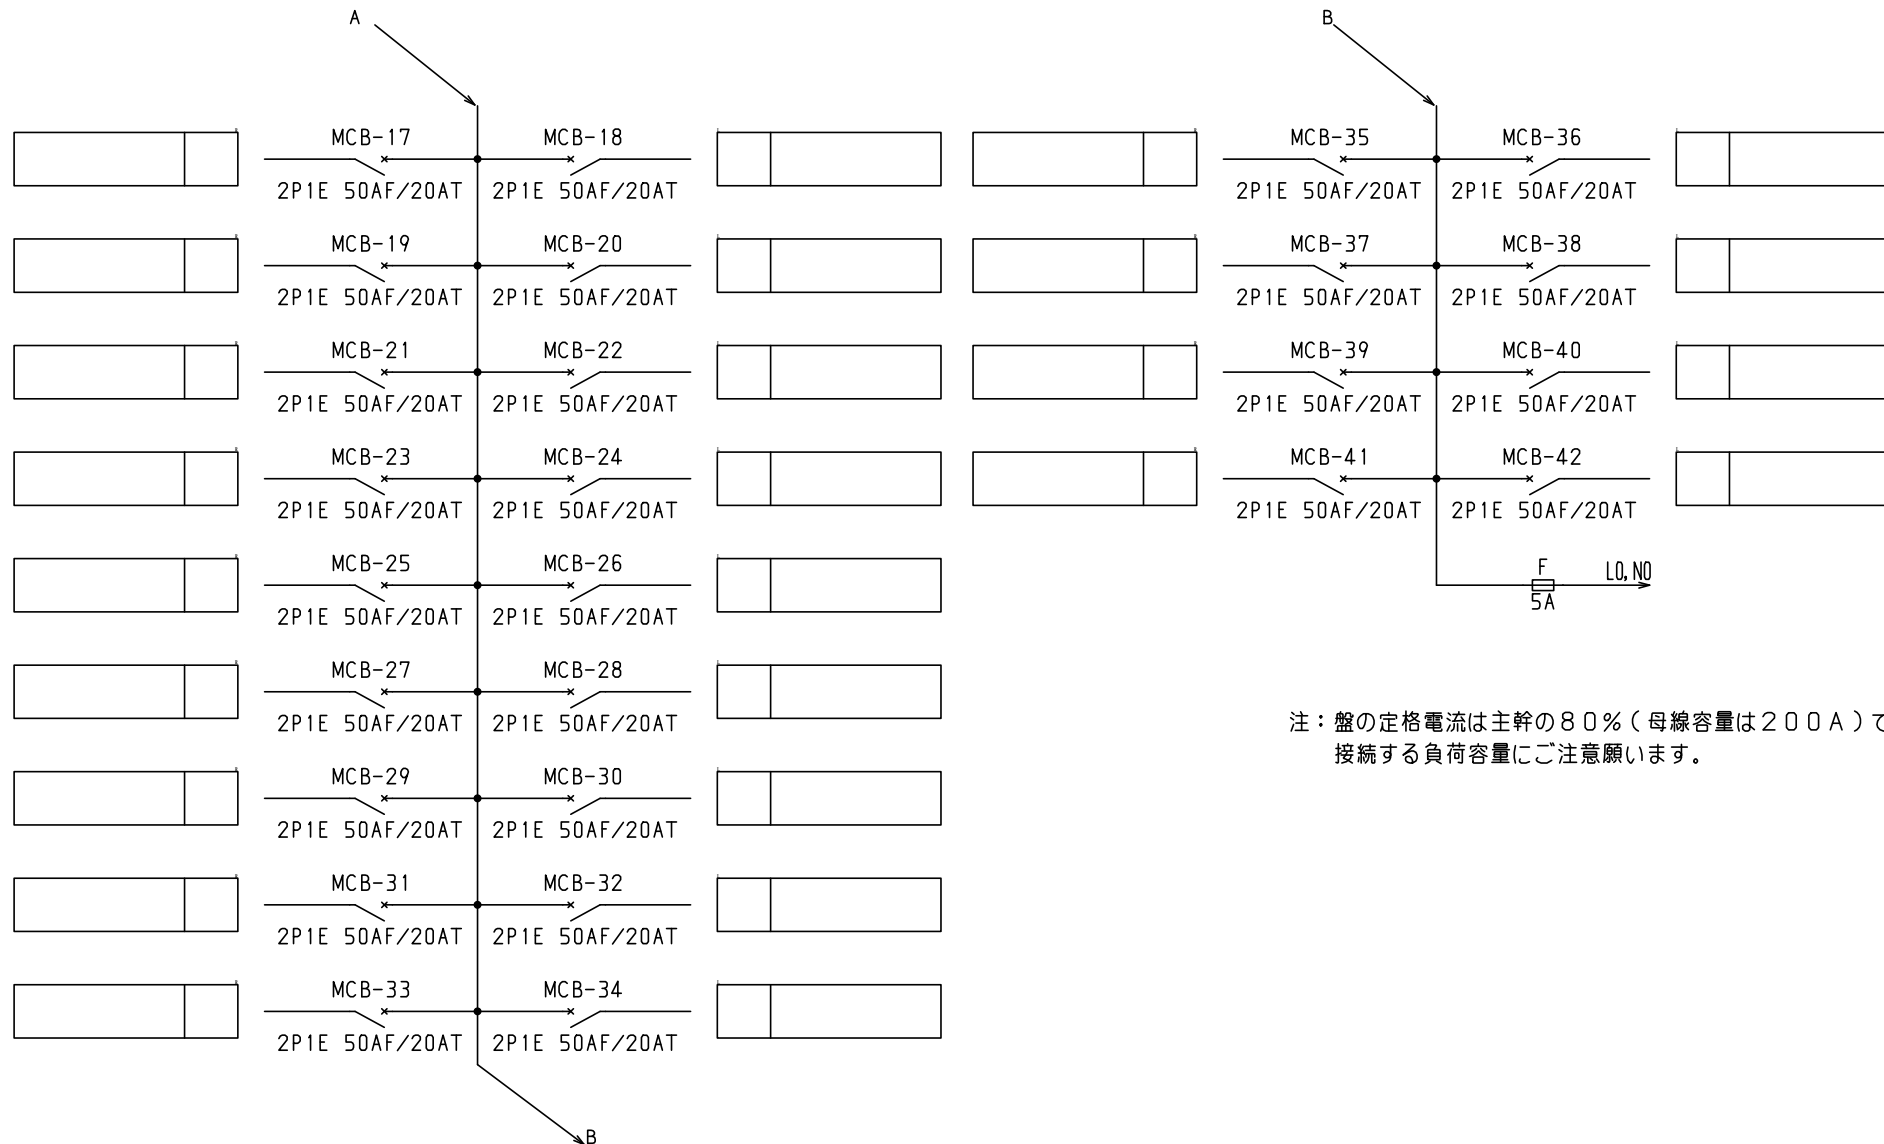 A
MCB-17 MCB-18
2P1E 50AF/20AT 2P1E 50AF/20AT
MCB-19 MCB-20
2P1E 50AF/20AT 2P1E 50AF/20AT
MCB-21 MCB-22
2P1E 50AF/20AT 2P1E 50AF/20AT
MCB-23 MCB-24
2P1E 50AF/20AT 2P1E 50AF/20AT
MCB-25 MCB-26
2P1E 50AF/20AT 2P1E 50AF/20AT
MCB-27 MCB-28
2P1E 50AF/20AT 2P1E 50AF/20AT
MCB-29 MCB-30
2P1E 50AF/20AT 2P1E 50AF/20AT
MCB-31 MCB-32
2P1E 50AF/20AT 2P1E 50AF/20AT
MCB-33 MCB-34
2P1E 50AF/20AT 2P1E 50AF/20AT
B
B
MCB-35 MCB-36
2P1E 50AF/20AT 2P1E 50AF/20AT
MCB-37 MCB-38
2P1E 50AF/20AT 2P1E 50AF/20AT
MCB-39 MCB-40
2P1E 50AF/20AT 2P1E 50AF/20AT
MCB-41 MCB-42
2P1E 50AF/20AT 2P1E 50AF/20AT
F L0,N0
5A
注：盤の定格電流は主幹の８０％（母線容量は２００Ａ）で
接続する負荷容量にご注意願います。